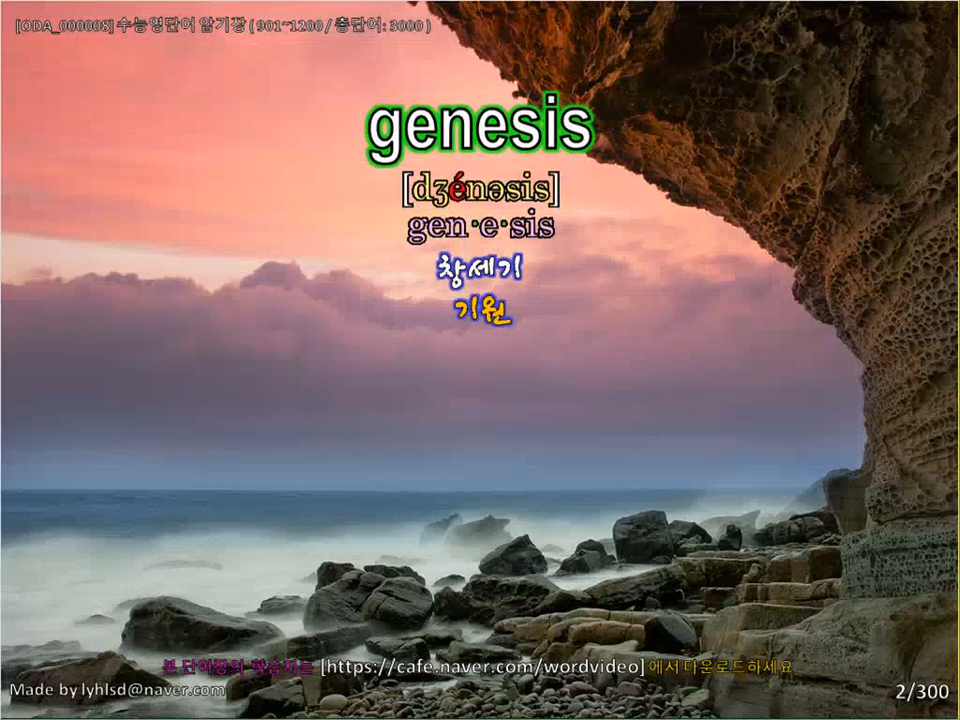 [ODA_000008] 수능영단어 암기장 ( 901~1200 / 총단어: 3000 )
genesis
[dʒénəsis]
gen·e·sis
창세기
기원
본 단어장의 학습지는 [https://cafe.naver.com/wordvideo] 에서 다운로드하세요
Made by lyhlsd@naver.com
2/300